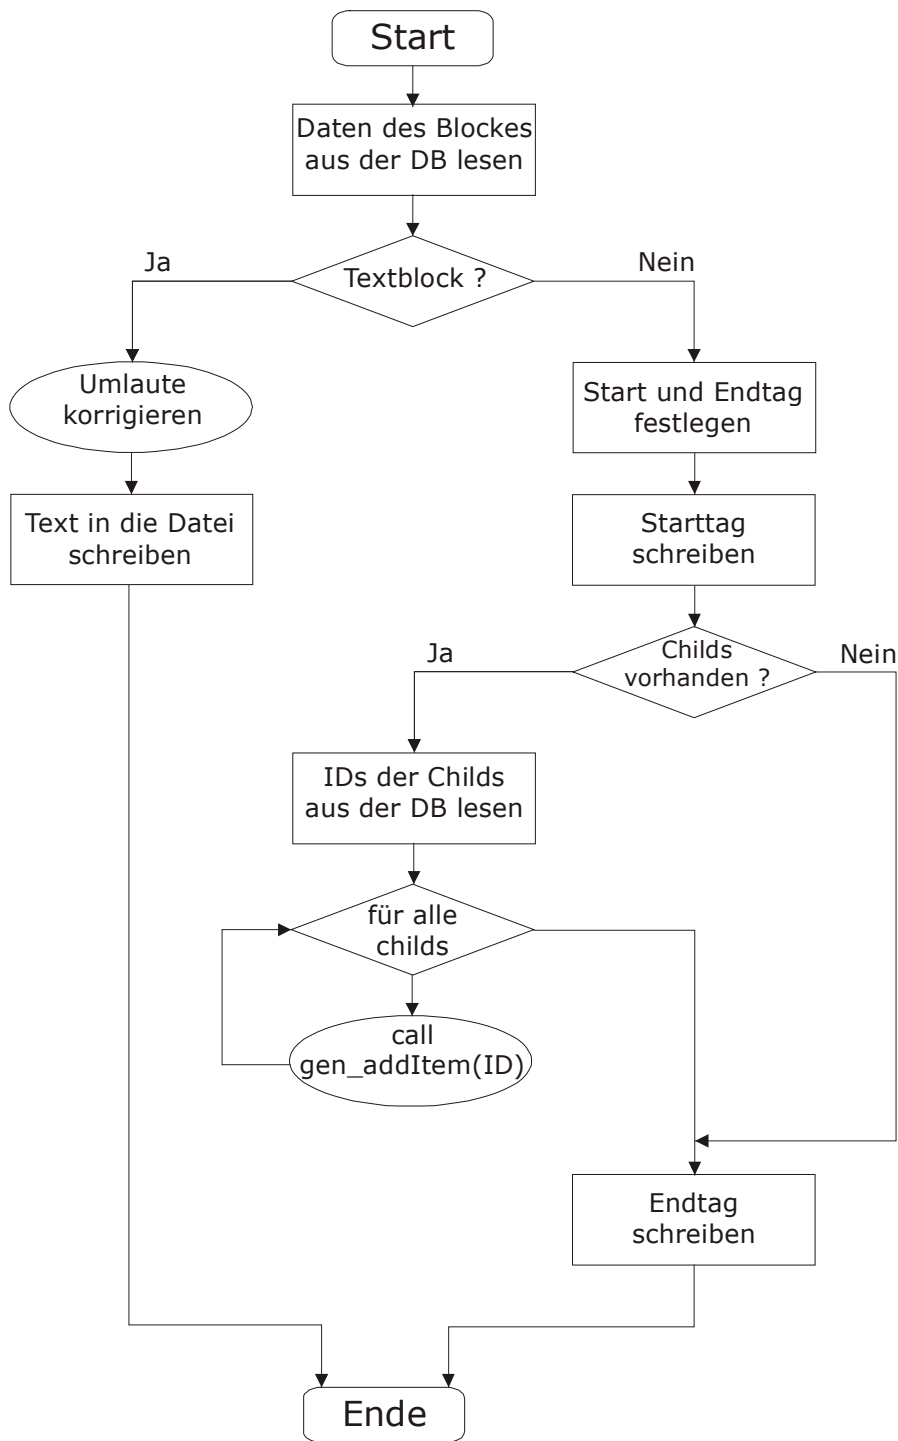 Start
Daten des Blockes
aus der DB lesen
Ja
Nein
Textblock ?
Umlaute
korrigieren
Start und Endtag
festlegen
Text in die Datei
schreiben
Starttag
schreiben
Ja
Childs
vorhanden ?
Nein
IDs der Childs
aus der DB lesen
für alle
childs
call
gen_addItem(ID)
Endtag
schreiben
Ende